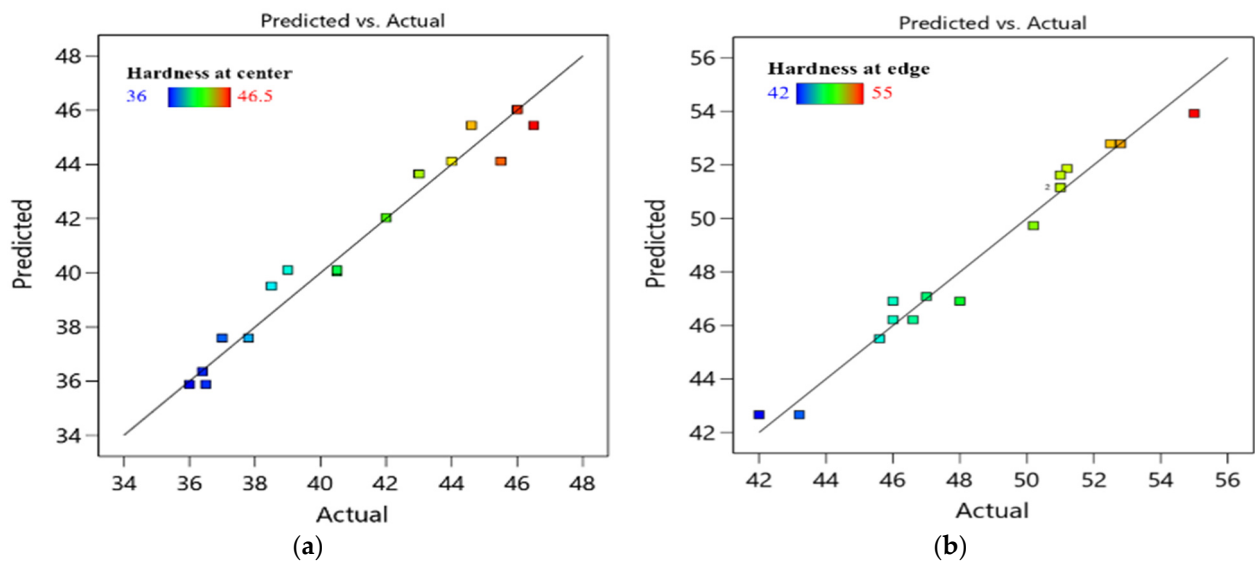 Predicted vs. Actual
Hardness at center
36 46.5
48
46
44
42
40
38
36
34
Predicted
34 36 38 40 42 44 46 48
Actual
(a)
Predicted vs. Actual
Hardness at edge
42 55
56
54
52
50
48
46
44
42
2
Predicted
42 44 46 48 50 52 54 56
Actual
(b)